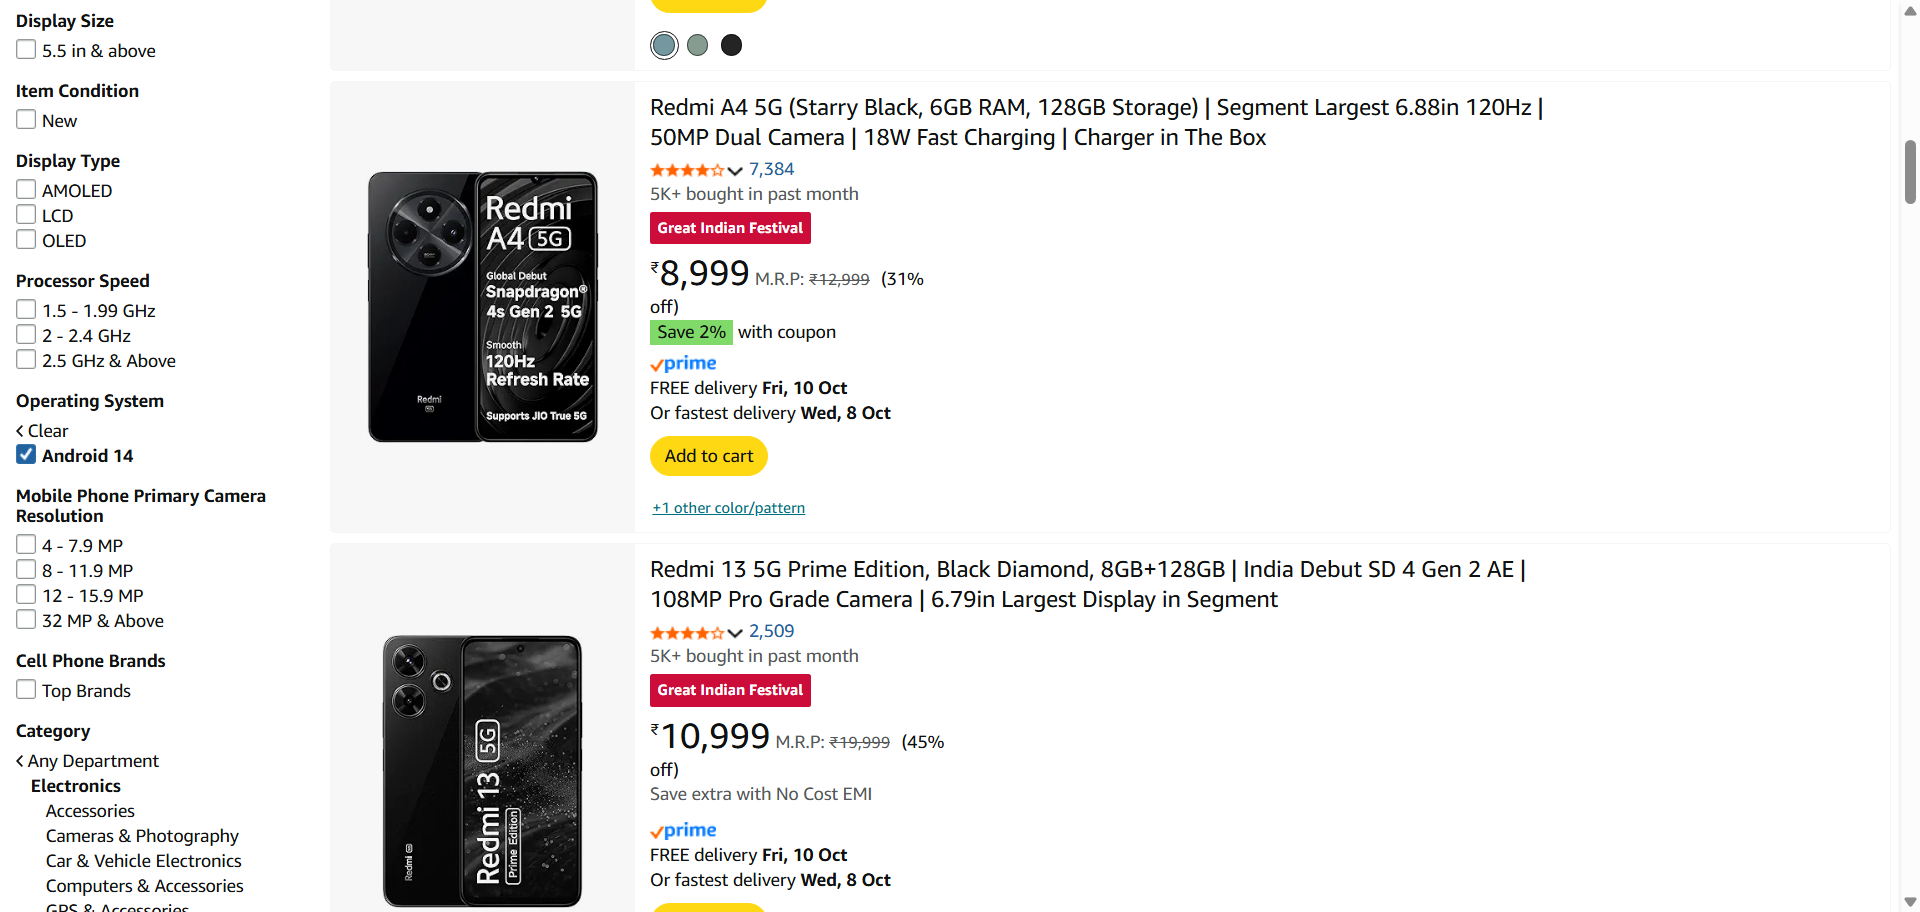 Display Size
5.5 in & above
Item Condition
New
Display Type
AMOLED
LCD
OLED
Processor Speed
1.5 - 1.99 GHz
2 - 2.4 GHz
2.5 GHz & Above
Operating System
Clear
Android 14
Mobile Phone Primary Camera
Resolution
4 - 7.9 MP
8 - 11.9 MP
12 - 15.9 MP
32 MP & Above
Cell Phone Brands
Top Brands
Category
Any Department
Electronics
Accessories
Cameras & Photography
Car & Vehicle Electronics
Computers & Accessories
GPS & Accessories
Redmi
A4 5G
Global Debut
Snapdragon®
4s Gen 2 5G
Smooth
120Hz
Refresh Rate
Supports JIO True 5G
Redmi
5G
Redmi A4 5G (Starry Black, 6GB RAM, 128GB Storage) | Segment Largest 6.88in 120Hz |
50MP Dual Camera | 18W Fast Charging | Charger in The Box
7,384
5K+ bought in past month
Great Indian Festival
₹8,999 M.R.P: ₹12,999 (31%
off)
Save 2% with coupon
prime
FREE delivery Fri, 10 Oct
Or fastest delivery Wed, 8 Oct
Add to cart
+1 other color/pattern
Redmi 13 5G
Prime Edition
Redmi 5G
Redmi 13 5G Prime Edition, Black Diamond, 8GB+128GB | India Debut SD 4 Gen 2 AE |
108MP Pro Grade Camera | 6.79in Largest Display in Segment
2,509
5K+ bought in past month
Great Indian Festival
₹10,999 M.R.P: ₹19,999 (45%
off)
Save extra with No Cost EMI
prime
FREE delivery Fri, 10 Oct
Or fastest delivery Wed, 8 Oct